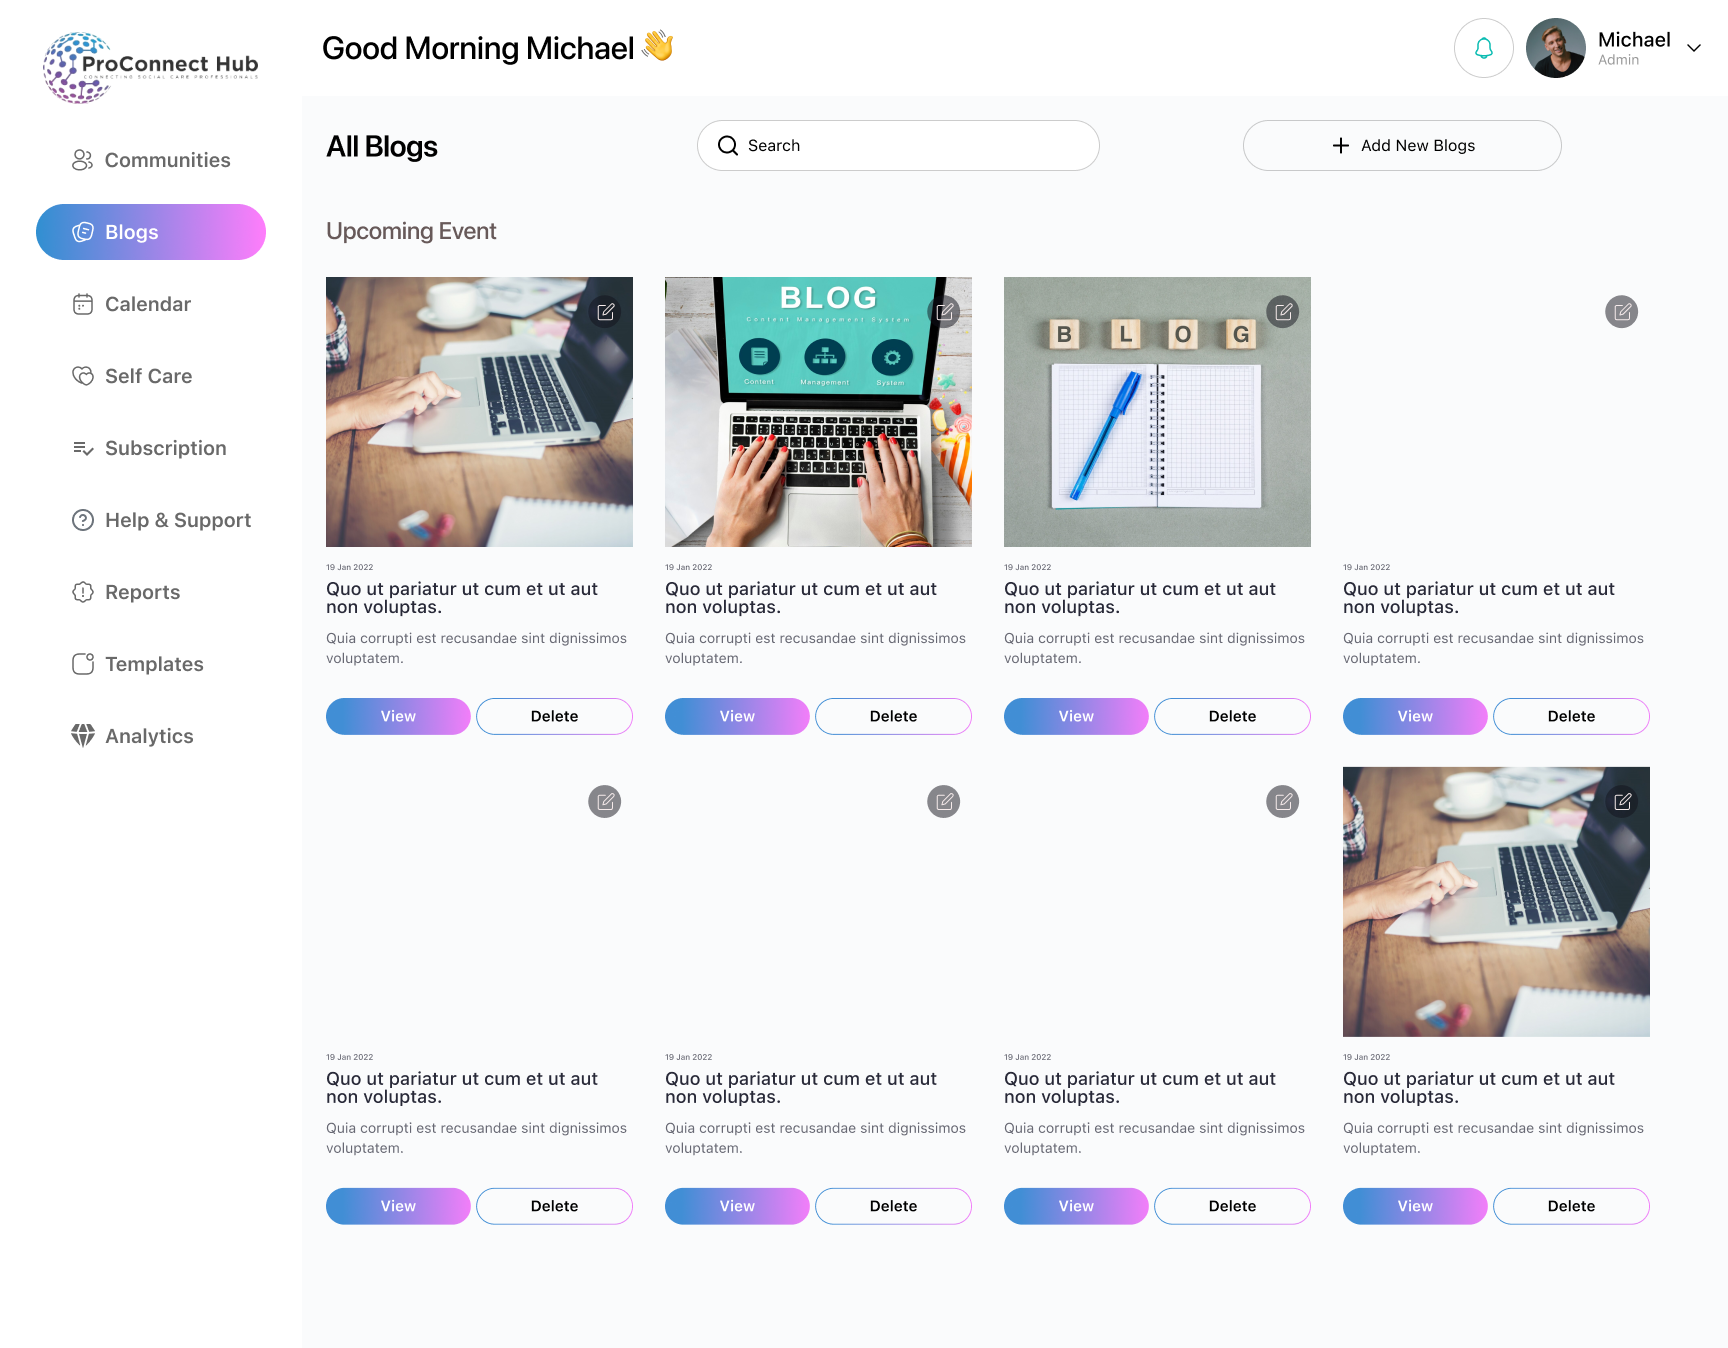 ProConnect Hub
CONNECTING SOCIAL CARE PROFESSIONALS
Good Morning Michael
Michael
Admin
Communities
Blogs
Calendar
Self Care
Subscription
Help & Support
Reports
Templates
Analytics
All Blogs
Search
Add New Blogs
Upcoming Event
BLOG
Content Management System
Content
Management
System
B L O G
19 Jan 2022
Quo ut pariatur ut cum et ut aut
non voluptas.
Quia corrupti est recusandae sint dignissimos
voluptatem.
View
Delete
19 Jan 2022
Quo ut pariatur ut cum et ut aut
non voluptas.
Quia corrupti est recusandae sint dignissimos
voluptatem.
View
Delete
19 Jan 2022
Quo ut pariatur ut cum et ut aut
non voluptas.
Quia corrupti est recusandae sint dignissimos
voluptatem.
View
Delete
19 Jan 2022
Quo ut pariatur ut cum et ut aut
non voluptas.
Quia corrupti est recusandae sint dignissimos
voluptatem.
View
Delete
19 Jan 2022
Quo ut pariatur ut cum et ut aut
non voluptas.
Quia corrupti est recusandae sint dignissimos
voluptatem.
View
Delete
19 Jan 2022
Quo ut pariatur ut cum et ut aut
non voluptas.
Quia corrupti est recusandae sint dignissimos
voluptatem.
View
Delete
19 Jan 2022
Quo ut pariatur ut cum et ut aut
non voluptas.
Quia corrupti est recusandae sint dignissimos
voluptatem.
View
Delete
19 Jan 2022
Quo ut pariatur ut cum et ut aut
non voluptas.
Quia corrupti est recusandae sint dignissimos
voluptatem.
View
Delete